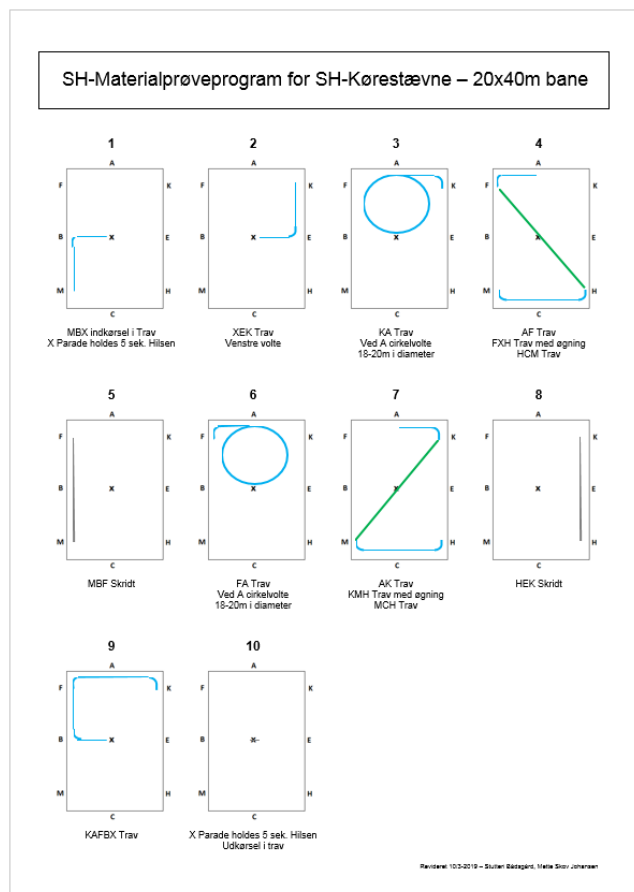 SH-Materialprøveprogram for SH-Kørestævne – 20x40m bane
1
A
F
K
B
X
E
M
H
C
MBX indkørsel i Trav
X Parade holdes 5 sek. Hilsen
2
A
F
K
B
X
E
M
H
C
XEK Trav
Venstre volte
3
A
F
K
B
X
E
M
H
C
KA Trav
Ved A cirkelvolte
18-20m i diameter
4
A
F
K
B
X
E
M
H
C
AF Trav
FXH Trav med øgning
HCM Trav
5
A
F
K
B
X
E
M
H
C
MBF Skridt
6
A
F
K
B
X
E
M
H
C
FA Trav
Ved A cirkelvolte
18-20m i diameter
7
A
F
K
B
X
E
M
H
C
AK Trav
KMH Trav med øgning
MCH Trav
8
A
F
K
B
X
E
M
H
C
HEK Skridt
9
A
F
K
B
X
E
M
H
C
KAFBX Trav
10
A
F
K
B
X
E
M
H
C
X Parade holdes 5 sek. Hilsen
Udkørsel i trav
Revideret 10/3-2019 – Stutteri Bådsgård, Mette Skov Johansen